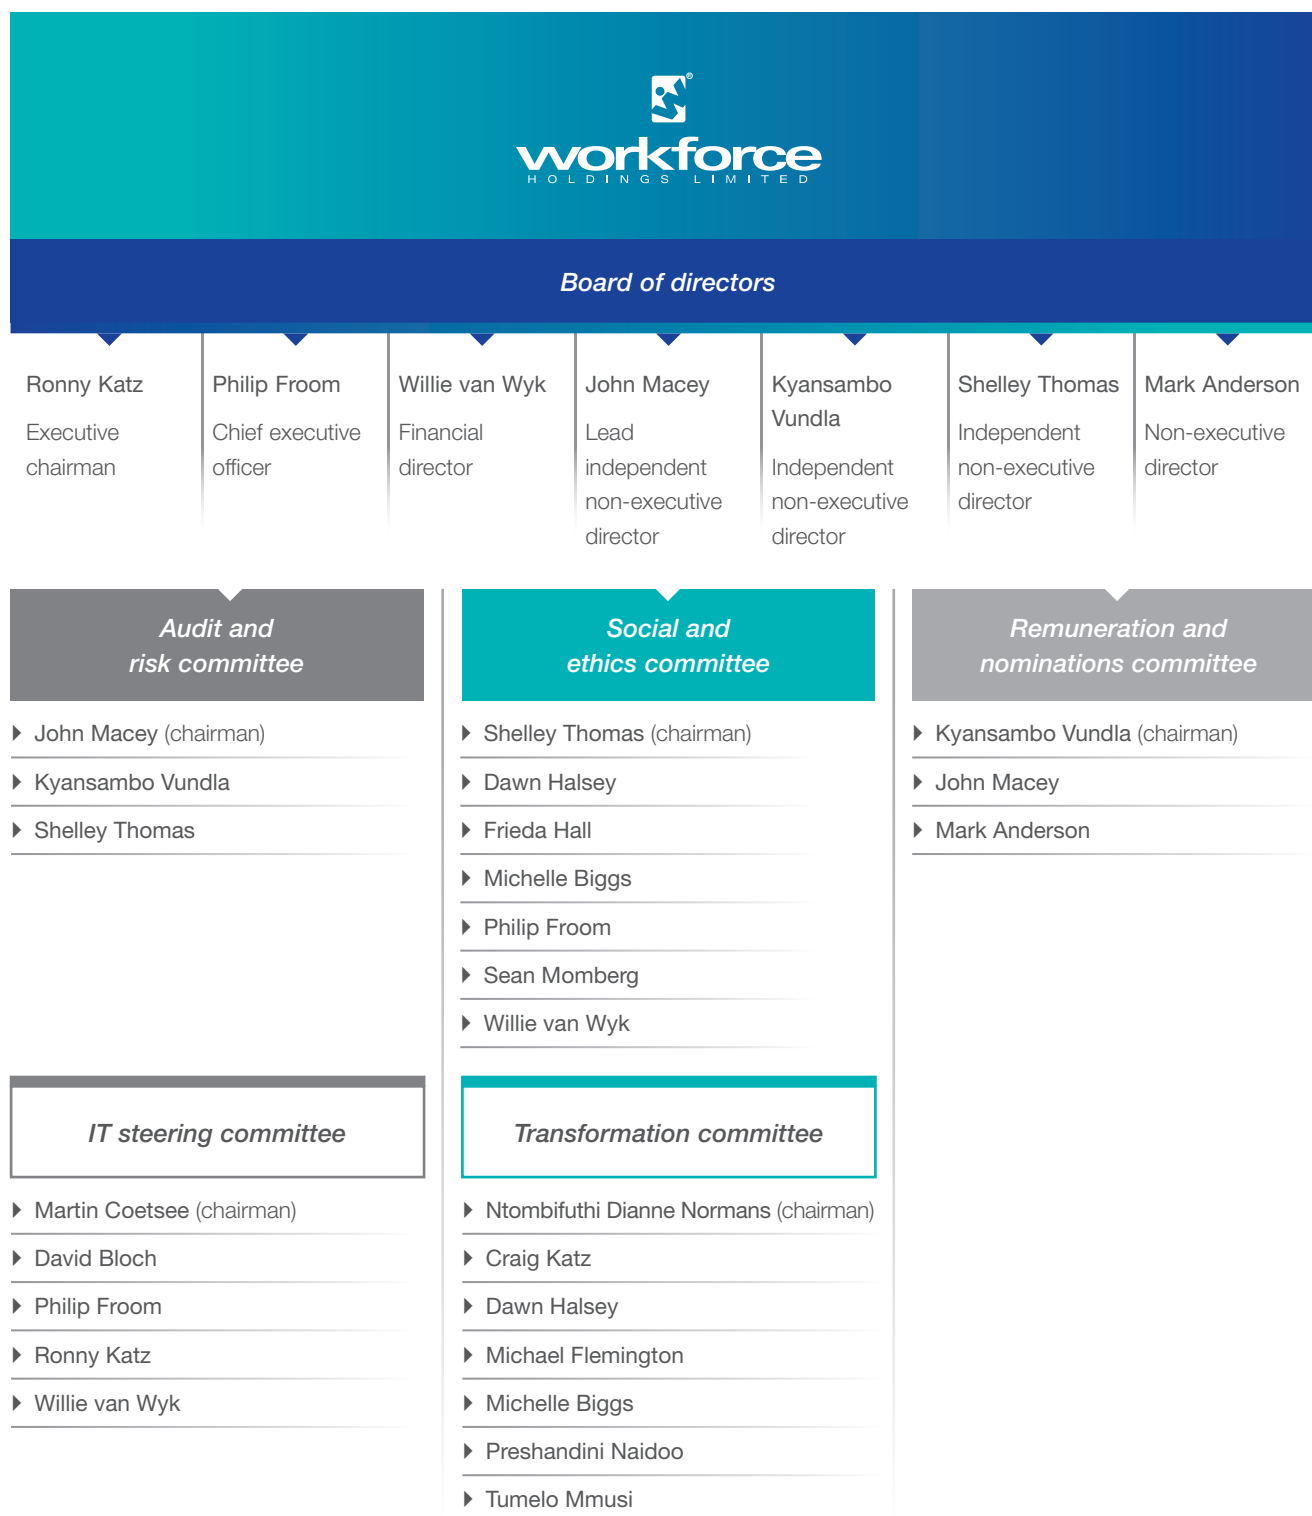 workforce
HOLDINGS LIMITED
Board of directors
Ronny Katz
Executive
chairman
Philip Froom
Chief executive
officer
Willie van Wyk
Financial
director
John Macey
Lead
independent
non-executive
director
Kyansambo
Vundla
Independent
non-executive
director
Shelley Thomas
Independent
non-executive
director
Mark Anderson
Non-executive
director
Audit and
risk committee
John Macey (chairman)
Kyansambo Vundla
Shelley Thomas
Social and
ethics committee
Shelley Thomas (chairman)
Dawn Halsey
Frieda Hall
Michelle Biggs
Philip Froom
Sean Momberg
Willie van Wyk
Remuneration and
nominations committee
Kyansambo Vundla (chairman)
John Macey
Mark Anderson
IT steering committee
Martin Coetsee (chairman)
David Bloch
Philip Froom
Ronny Katz
Willie van Wyk
Transformation committee
Ntombifuthi Dianne Normans (chairman)
Craig Katz
Dawn Halsey
Michael Flemington
Michelle Biggs
Preshandini Naidoo
Tumelo Mmusi